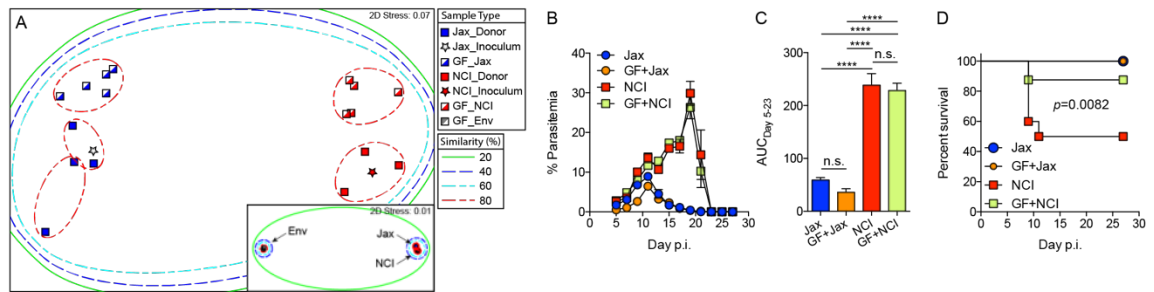 A
2D Stress: 0.07
Sample Type
Jax_Donor
Jax_Inoculum
GF_Jax
NCI_Donor
NCI_Inoculum
GF_NCI
GF_Env
Similarity (%)
20
40
60
80
2D Stress: 0.01
Env
Jax
NCI
B
Jax
GF+Jax
NCI
GF+NCI
% Parasitemia
40
30
20
10
0
0 5 10 15 20 25 30
Day p.i.
C
****
****
****
n.s.
****
n.s.
AUC Day 5-23
300
200
100
50
0
Jax
GF+Jax
NCI
GF+NCI
D
Percent survival
100
80
60
40
20
0
p=0.0082
Jax
GF+Jax
NCI
GF+NCI
0 10 20 30
Day p.i.